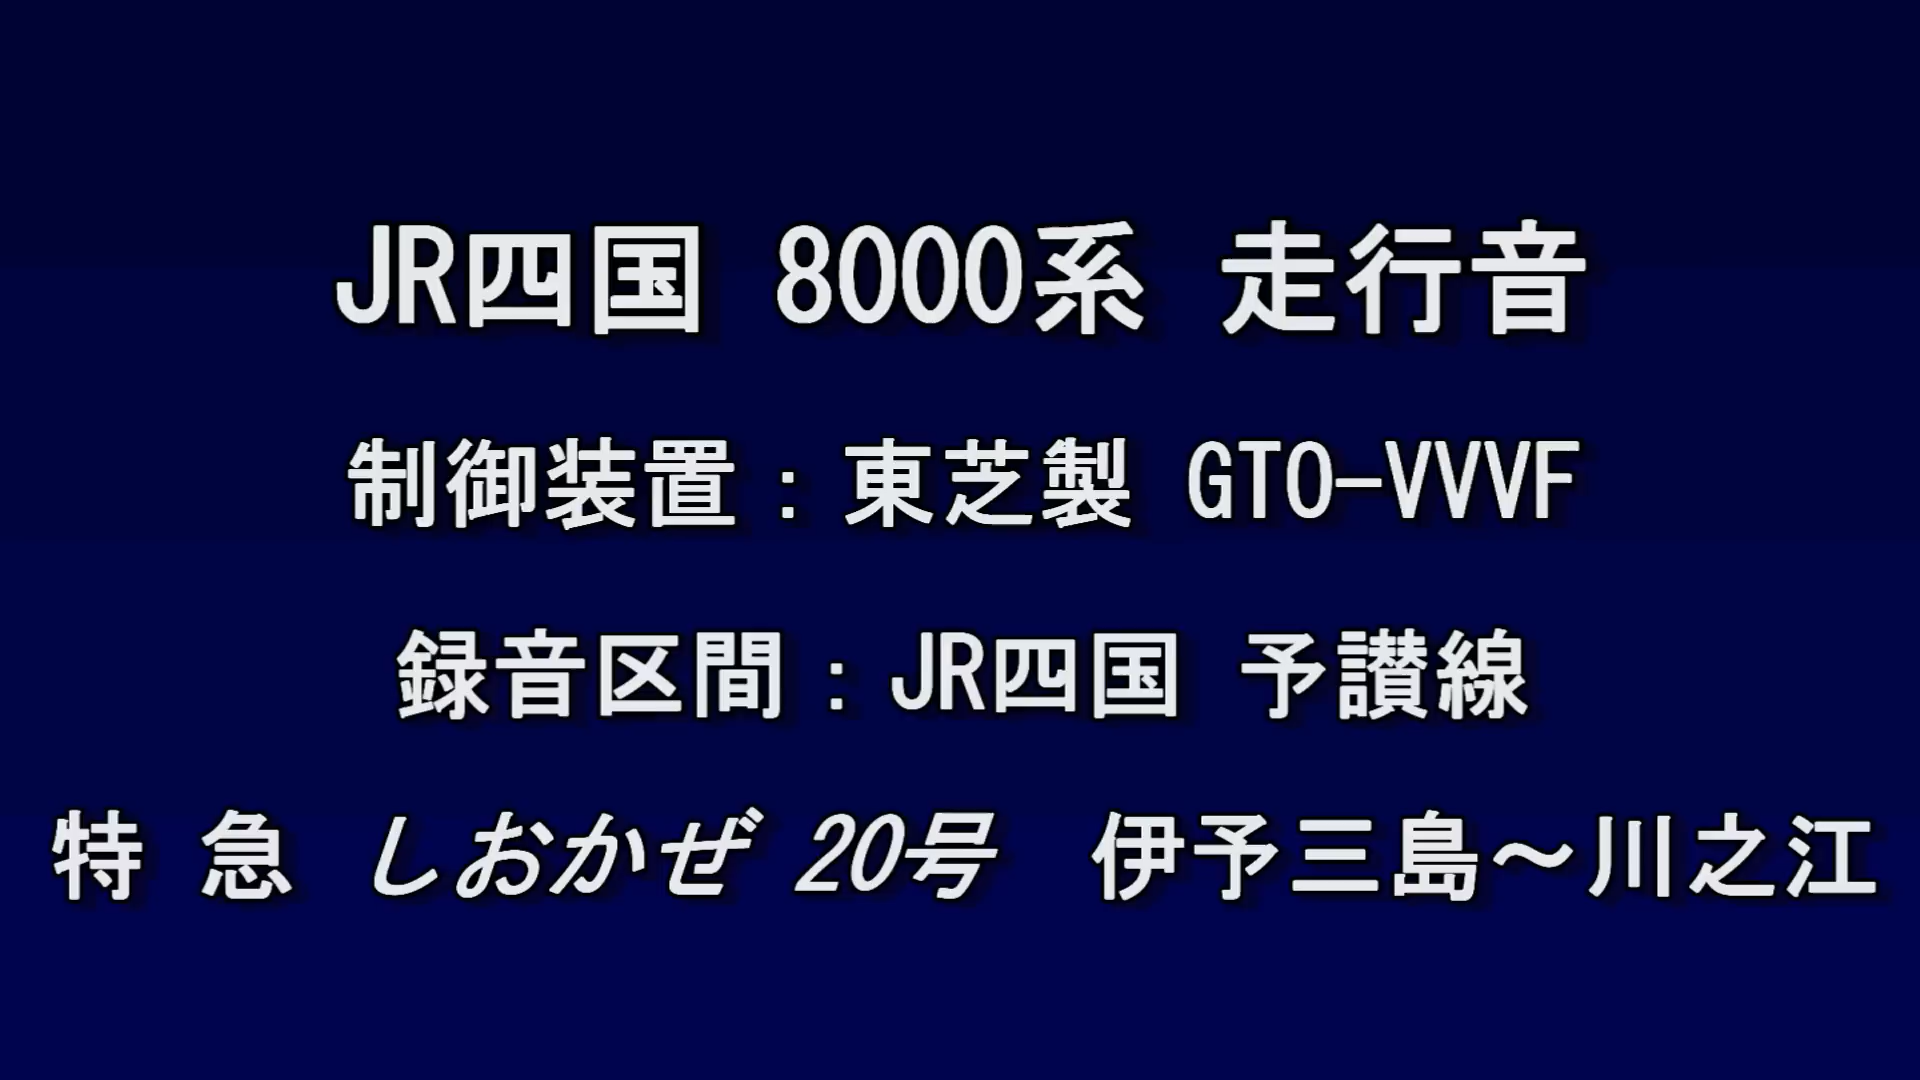 JR四国 8000系 走行音
制御装置：東芝製 GTO-VVVF
録音区間：JR四国 予讃線
特 急 しおかぜ 20号 伊予三島～川之江